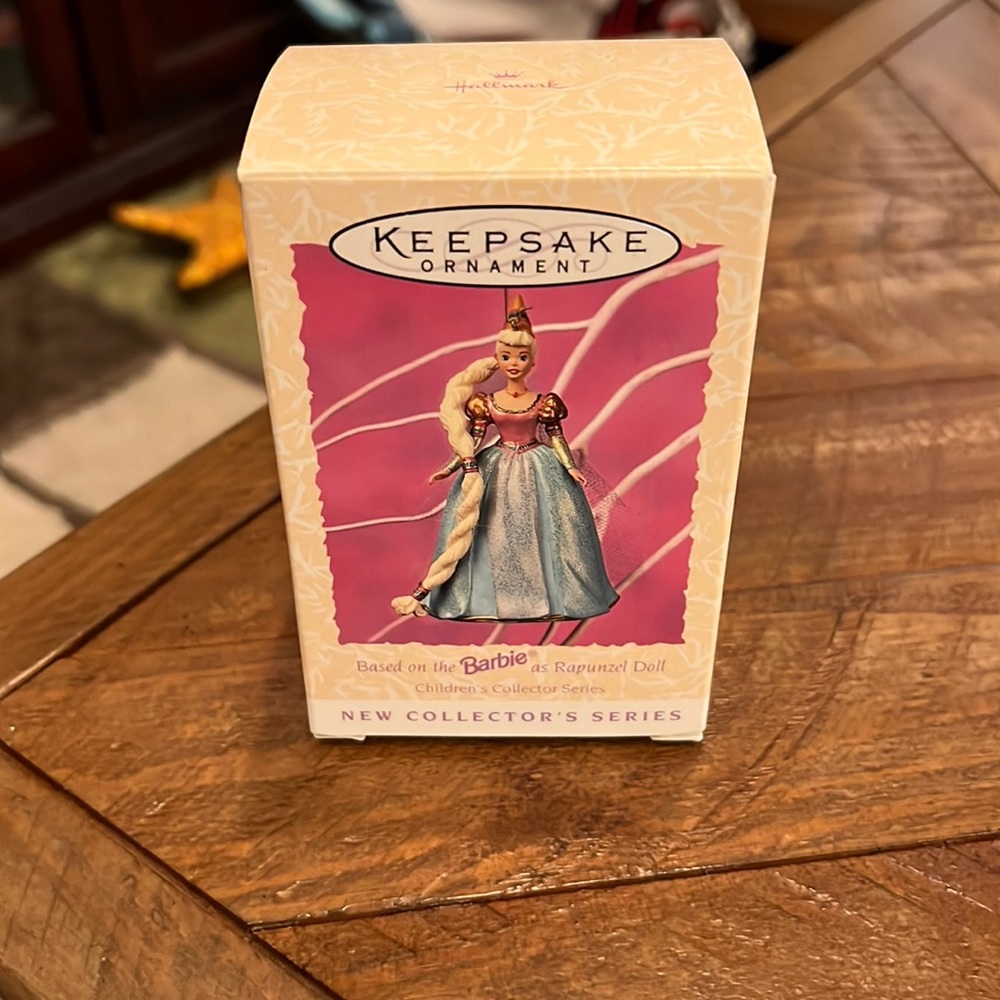 Hallmark
KEEPSAKE
ORNAMENT
Based on the Barbie as Rapunzel Doll
Children's Collector Series
NEW COLLECTOR'S SERIES